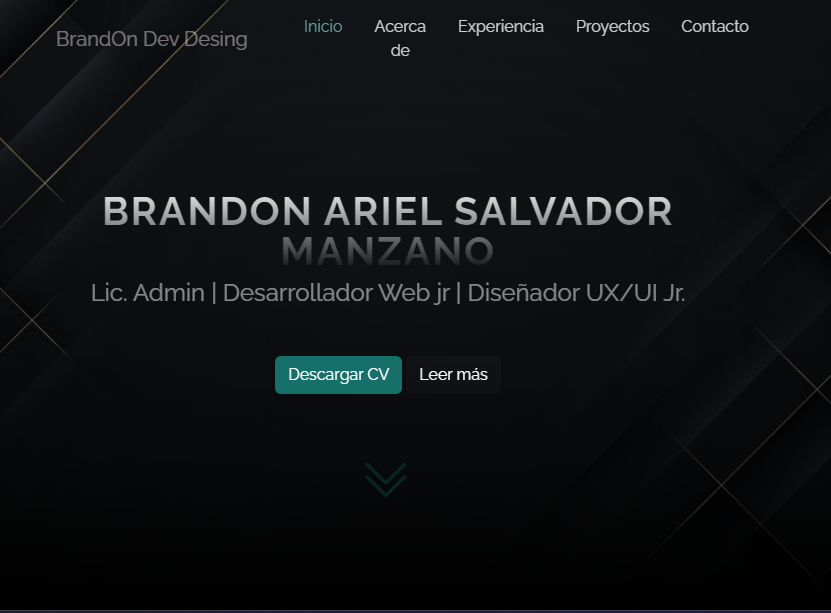 BrandOn Dev Desing
Inicio
Acerca
de
Experiencia
Proyectos
Contacto
BRANDON ARIEL SALVADOR
MANZANO
Lic. Admin | Desarrollador Web jr | Diseñador UX/UI Jr.
Descargar CV
Leer más